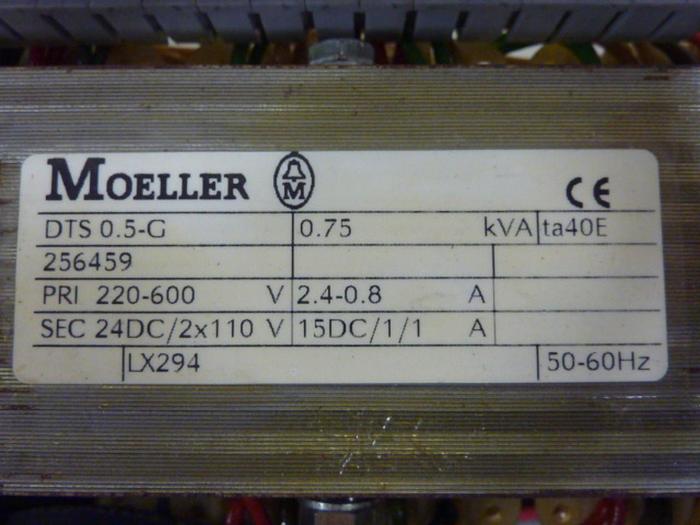 MOELLER M CE
DTS 0.5-G 0.75 kVA ta40E
256459
PRI 220-600 V 2.4-0.8 A
SEC 24DC/2x110 V 15DC/1/1 A
LX294 50-60Hz